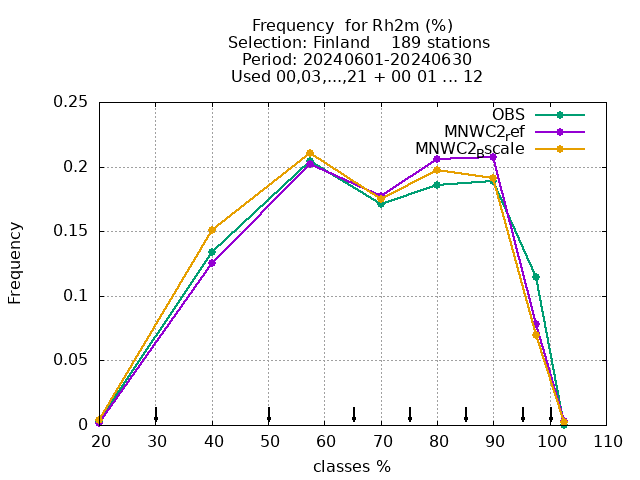 Frequency  for Rh2m (%)
Selection: Finland    189 stations
Period: 20240601-20240630
Used 00,03,...,21 + 00 01 ... 12
OBS
MNWC2ref
MNWC2Bscale
0.25
0.2
0.15
0.1
0.05
0
Frequency
20 30 40 50 60 70 80 90 100 110
classes %